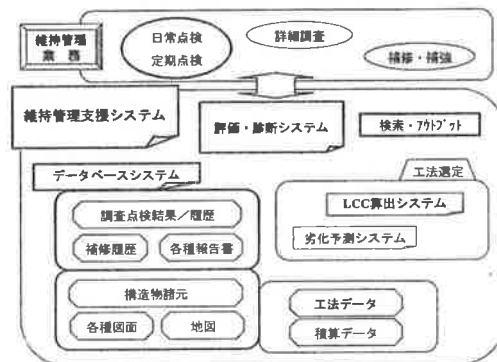 維持管理
業務
日常点検
定期点検
詳細調査
補修・補強
維持管理支援システム
評価・診断システム
検索・アウトプット
データベースシステム
工法選定
調査点検結果／履歴
LCC算出システム
補修履歴
各種報告書
劣化予測システム
構造物諸元
工法データ
各種図面
地図
積算データ